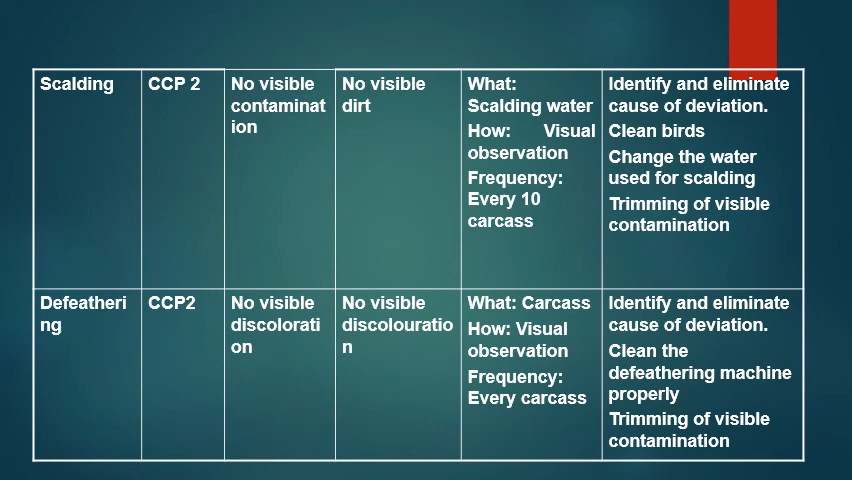 Scalding
CCP 2
No visible
contaminat
ion
No visible
dirt
What:
Scalding water
How: Visual
observation
Frequency:
Every 10
carcass
Identify and eliminate
cause of deviation.
Clean birds
Change the water
used for scalding
Trimming of visible
contamination
Defeatheri
ng
CCP2
No visible
discolorati
on
No visible
discolouratio
n
What: Carcass
How: Visual
observation
Frequency:
Every carcass
Identify and eliminate
cause of deviation.
Clean the
defeathering machine
properly
Trimming of visible
contamination